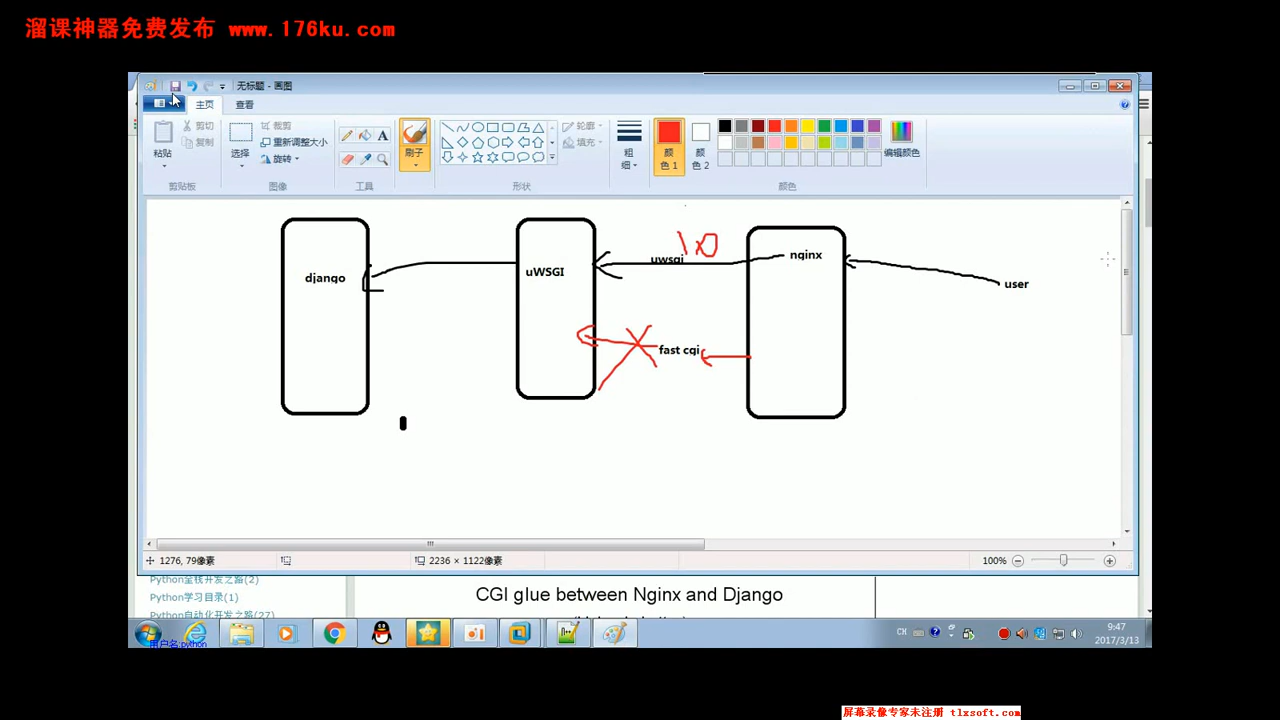 溜课神器免费发布 www.176ku.com
无标题 - 画图
主页 查看
粘贴 剪切 复制
选择 裁剪 重新调整大小 旋转
刷子
轮廓 填充
粗细
颜色 1
颜色 2
编辑颜色
剪贴板 图像 工具 形状 颜色
django
uWSGI
uwsgi
10
nginx
user
fast cgi
1276, 79像素
2236 × 1122像素
100%
Python全栈开发之路(2)
Python学习目录(1)
Python自动化开发之路(27)
CGI glue between Nginx and Django
用户名:python
CH
9:47
2017/3/13
屏幕录像专家未注册 tlxsoft.com